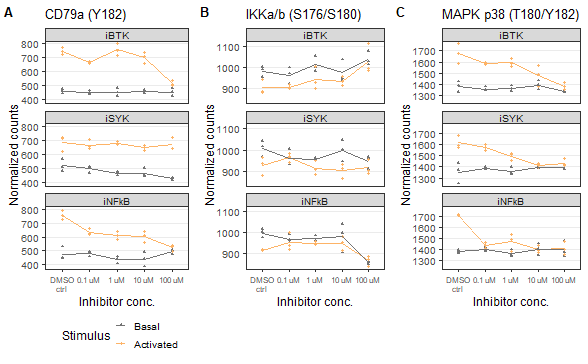 A CD79a (Y182)
iBTK
800
700
600
500
400
iSYK
800
700
600
500
400
iNFkB
800
700
600
500
400
Normalized counts
DMSO ctrl 0.1 uM 1 uM 10 uM 100 uM
Inhibitor conc.
B IKKa/b (S176/S180)
iBTK
1100
1000
900
iSYK
1100
1000
900
iNFkB
1100
1000
900
Normalized counts
DMSO ctrl 0.1 uM 1 uM 10 uM 100 uM
Inhibitor conc.
C MAPK p38 (T180/Y182)
iBTK
1700
1600
1500
1400
1300
iSYK
1700
1600
1500
1400
1300
iNFkB
1700
1600
1500
1400
1300
Normalized counts
DMSO ctrl 0.1 uM 1 uM 10 uM 100 uM
Inhibitor conc.
Stimulus
Basal
Activated